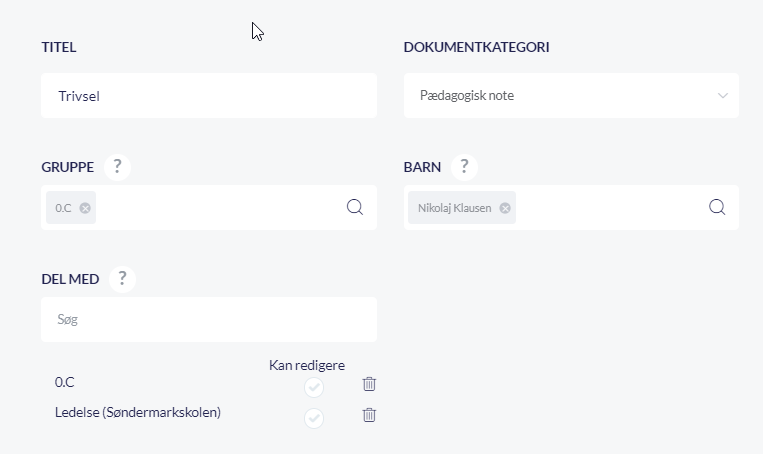 TITEL
DOKUMENTKATEGORI
Trivsel
Pædagogisk note
GRUPPE ?
BARN ?
0.C
Nikolaj Klausen
DEL MED ?
Søg
Kan redigere
0.C
Ledelse (Søndermarkskolen)